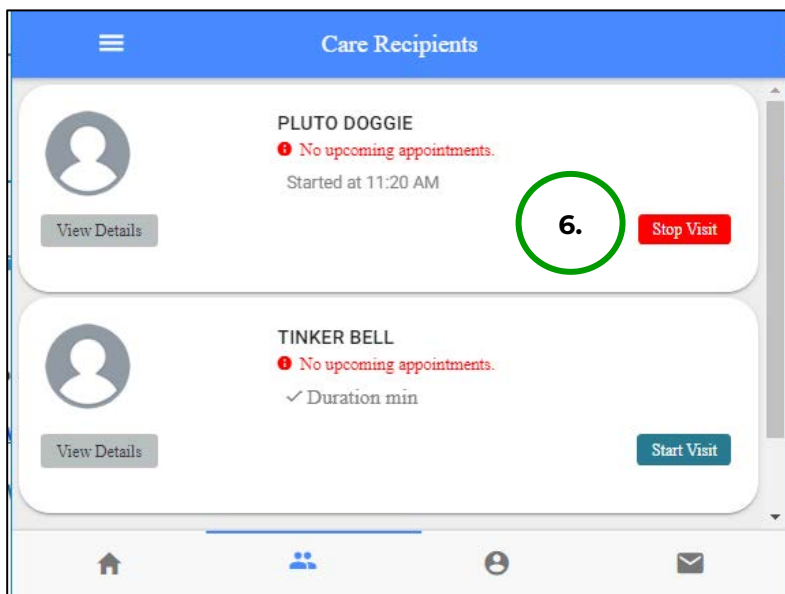 Care Recipients
PLUTO DOGGIE
No upcoming appointments.
Started at 11:20 AM
6.
View Details
Stop Visit
TINKER BELL
No upcoming appointments.
✓ Duration min
View Details
Start Visit